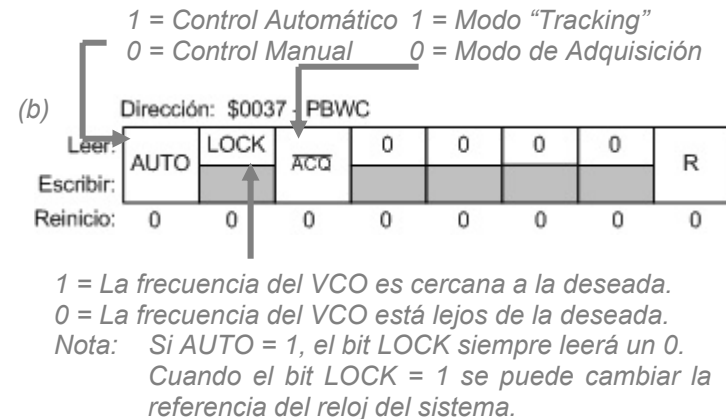 1 = Control Automático 1 = Modo “Tracking”
0 = Control Manual 0 = Modo de Adquisición
(b) Dirección: $0037 - PBWC
Leer: AUTO LOCK ACQ 0 0 0 0 R
Escribir:
Reinicio: 0 0 0 0 0 0 0 0
1 = La frecuencia del VCO es cercana a la deseada.
0 = La frecuencia del VCO está lejos de la deseada.
Nota: Si AUTO = 1, el bit LOCK siempre leerá un 0.
Cuando el bit LOCK = 1 se puede cambiar la
referencia del reloj del sistema.